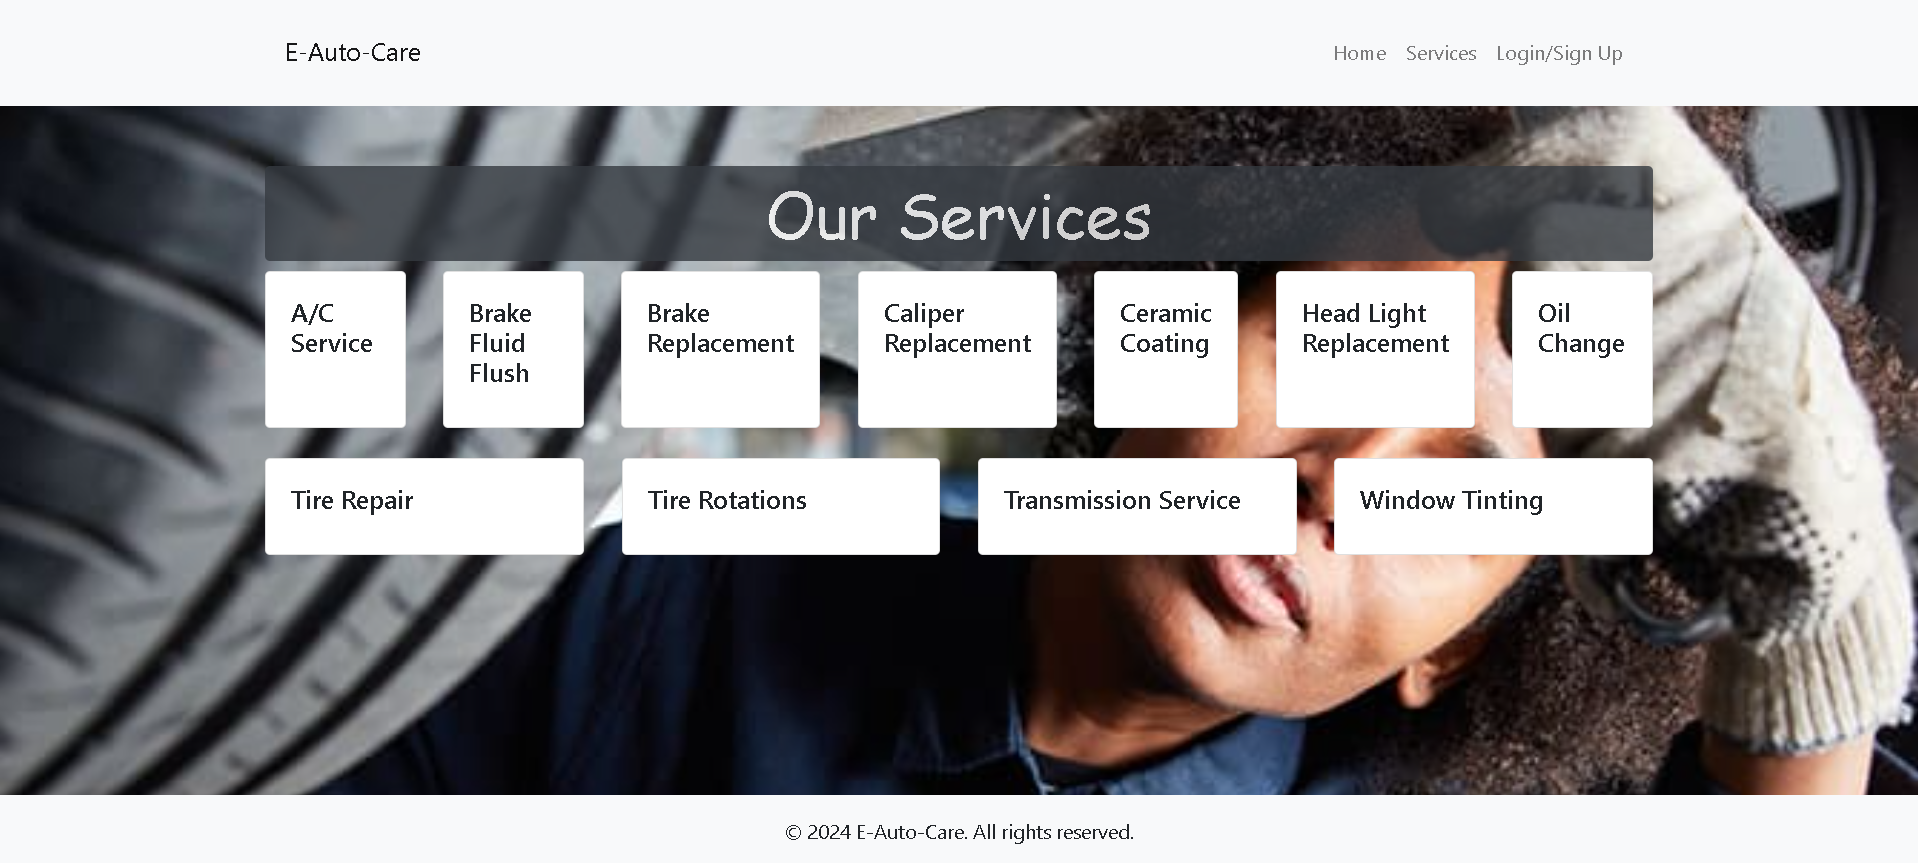 E-Auto-Care
Home Services Login/Sign Up
Our Services
A/C
Service
Brake
Fluid
Flush
Brake
Replacement
Caliper
Replacement
Ceramic
Coating
Head Light
Replacement
Oil
Change
Tire Repair
Tire Rotations
Transmission Service
Window Tinting
© 2024 E-Auto-Care. All rights reserved.